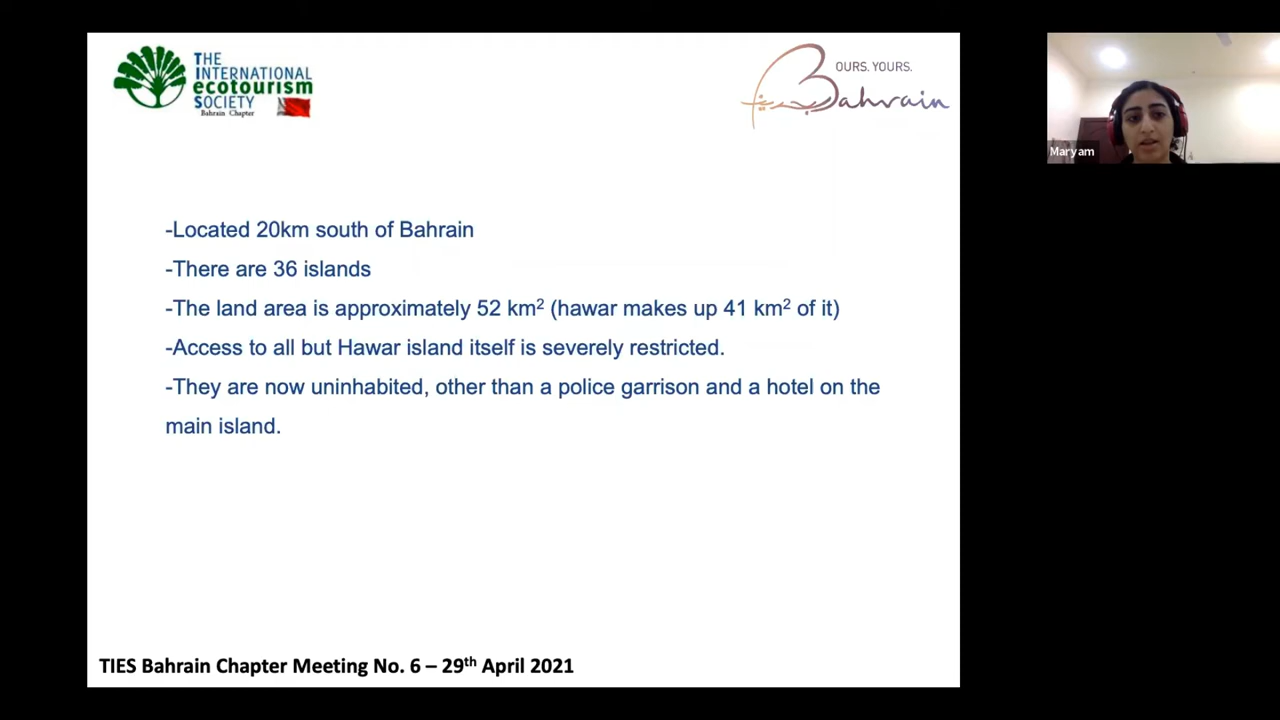 THE
INTERNATIONAL
ecotourism
SOCIETY
Bahrain Chapter
OURS. YOURS.
Bahrain
البحرين
Maryam
-Located 20km south of Bahrain
-There are 36 islands
-The land area is approximately 52 km² (hawar makes up 41 km² of it)
-Access to all but Hawar island itself is severely restricted.
-They are now uninhabited, other than a police garrison and a hotel on the
main island.
TIES Bahrain Chapter Meeting No. 6 – 29th April 2021